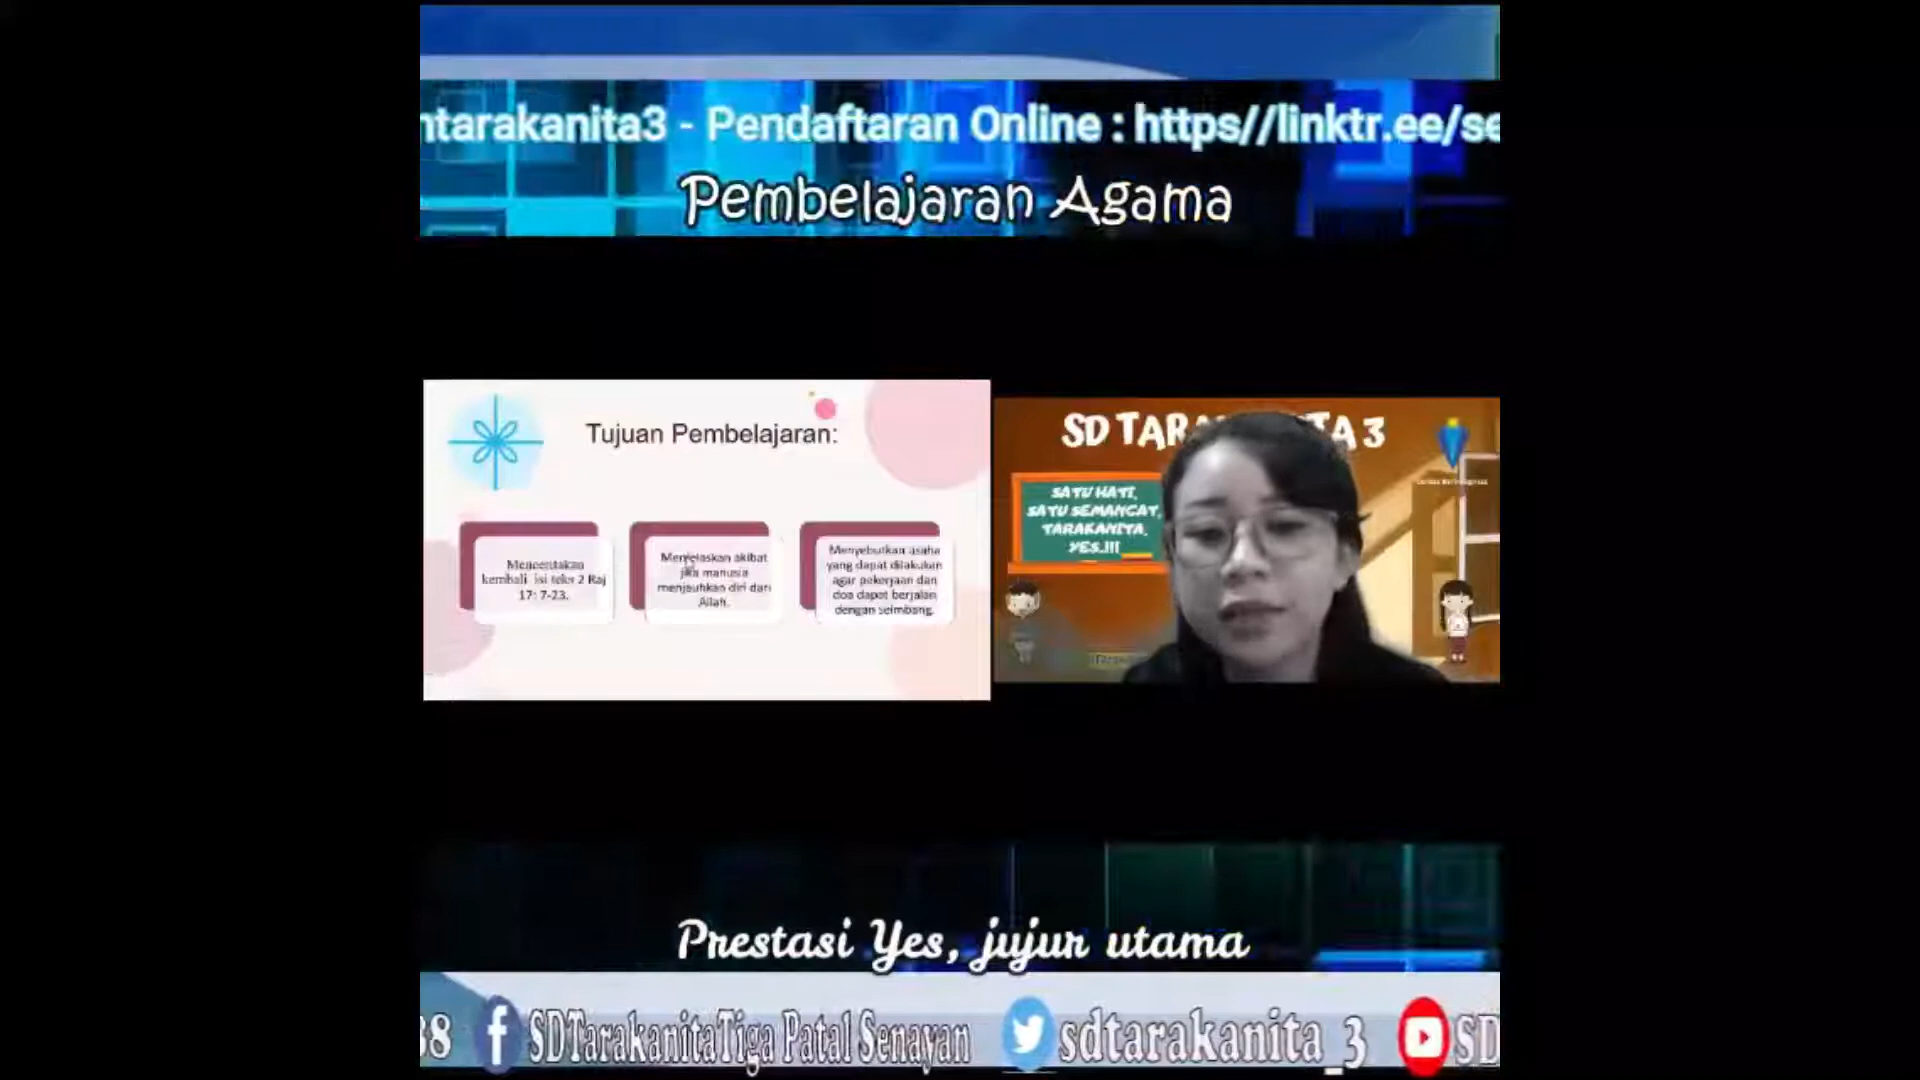 ntarakanita3 - Pendaftaran Online : https//linktr.ee/se
Pembelajaran Agama
Tujuan Pembelajaran:
Menceritakan
kembali isi teks 2 Raj
17: 7-23.
Menjelaskan akibat
jika manusia
menjauhkan diri dari
Allah.
Menyebutkan usaha
yang dapat dilakukan
agar pekerjaan dan
doa dapat berjalan
dengan seimbang.
SD TARA TA 3
SATU HATI,
SATU SEMANGAT,
TARAKANITA,
YES.!!!
Prestasi Yes, jujur utama
38 SDTarakanitaTiga Patal Senayan sdtarakanita_3 SD